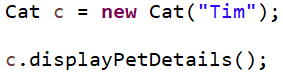 Cat c = new Cat("Tim");
c.displayPetDetails();